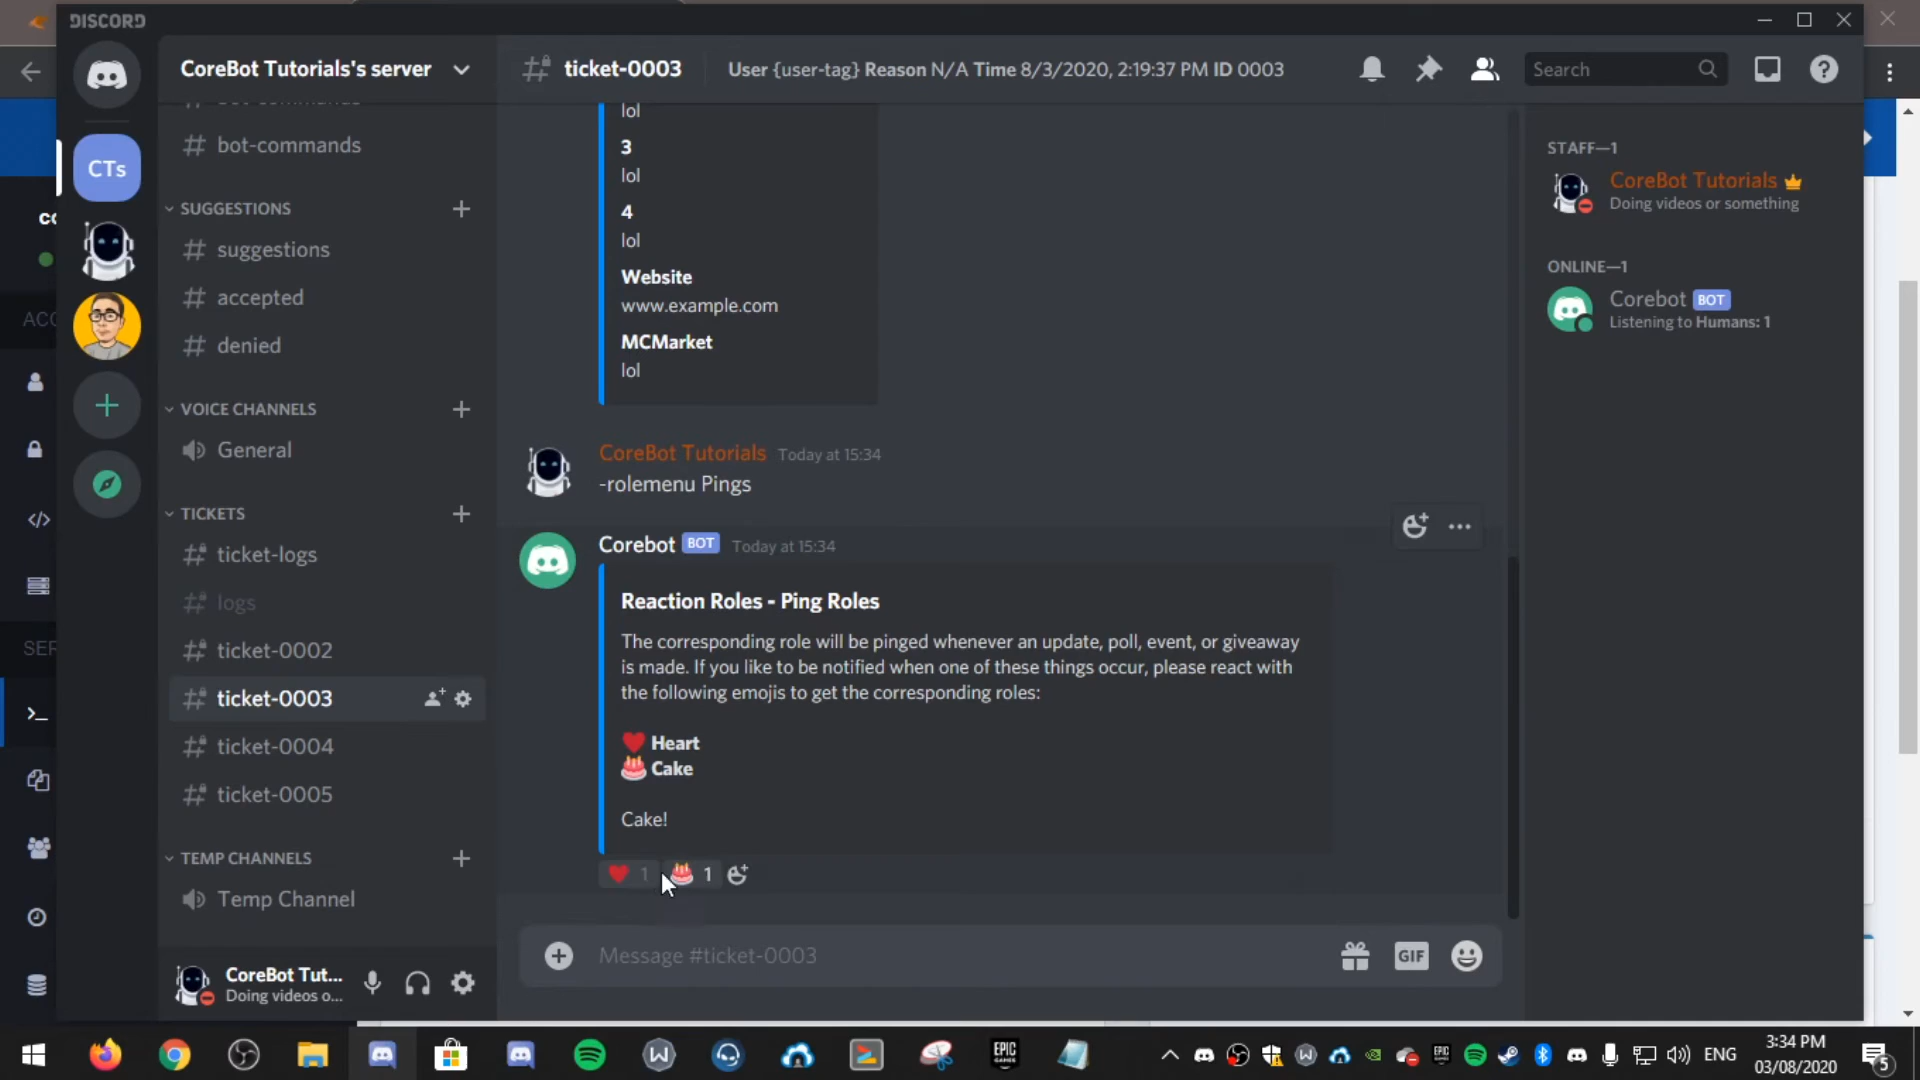 DISCORD
CoreBot Tutorials's server
ticket-0003
User {user-tag} Reason N/A Time 8/3/2020, 2:19:37 PM ID 0003
Search
CTs
bot-commands
SUGGESTIONS
suggestions
accepted
denied
VOICE CHANNELS
General
TICKETS
ticket-logs
logs
ticket-0002
ticket-0003
ticket-0004
ticket-0005
TEMP CHANNELS
Temp Channel
CoreBot Tut...
Doing videos o...
lol
3
lol
4
lol
Website
www.example.com
MCMarket
lol
CoreBot Tutorials Today at 15:34
-rolemenu Pings
Corebot BOT Today at 15:34
Reaction Roles - Ping Roles
The corresponding role will be pinged whenever an update, poll, event, or giveaway
is made. If you like to be notified when one of these things occur, please react with
the following emojis to get the corresponding roles:
Heart
Cake
Cake!
1 1
Message #ticket-0003
GIF
STAFF—1
CoreBot Tutorials
Doing videos or something
ONLINE—1
Corebot BOT
Listening to Humans: 1
EPIC
GAMES
ENG
3:34 PM
03/08/2020
5